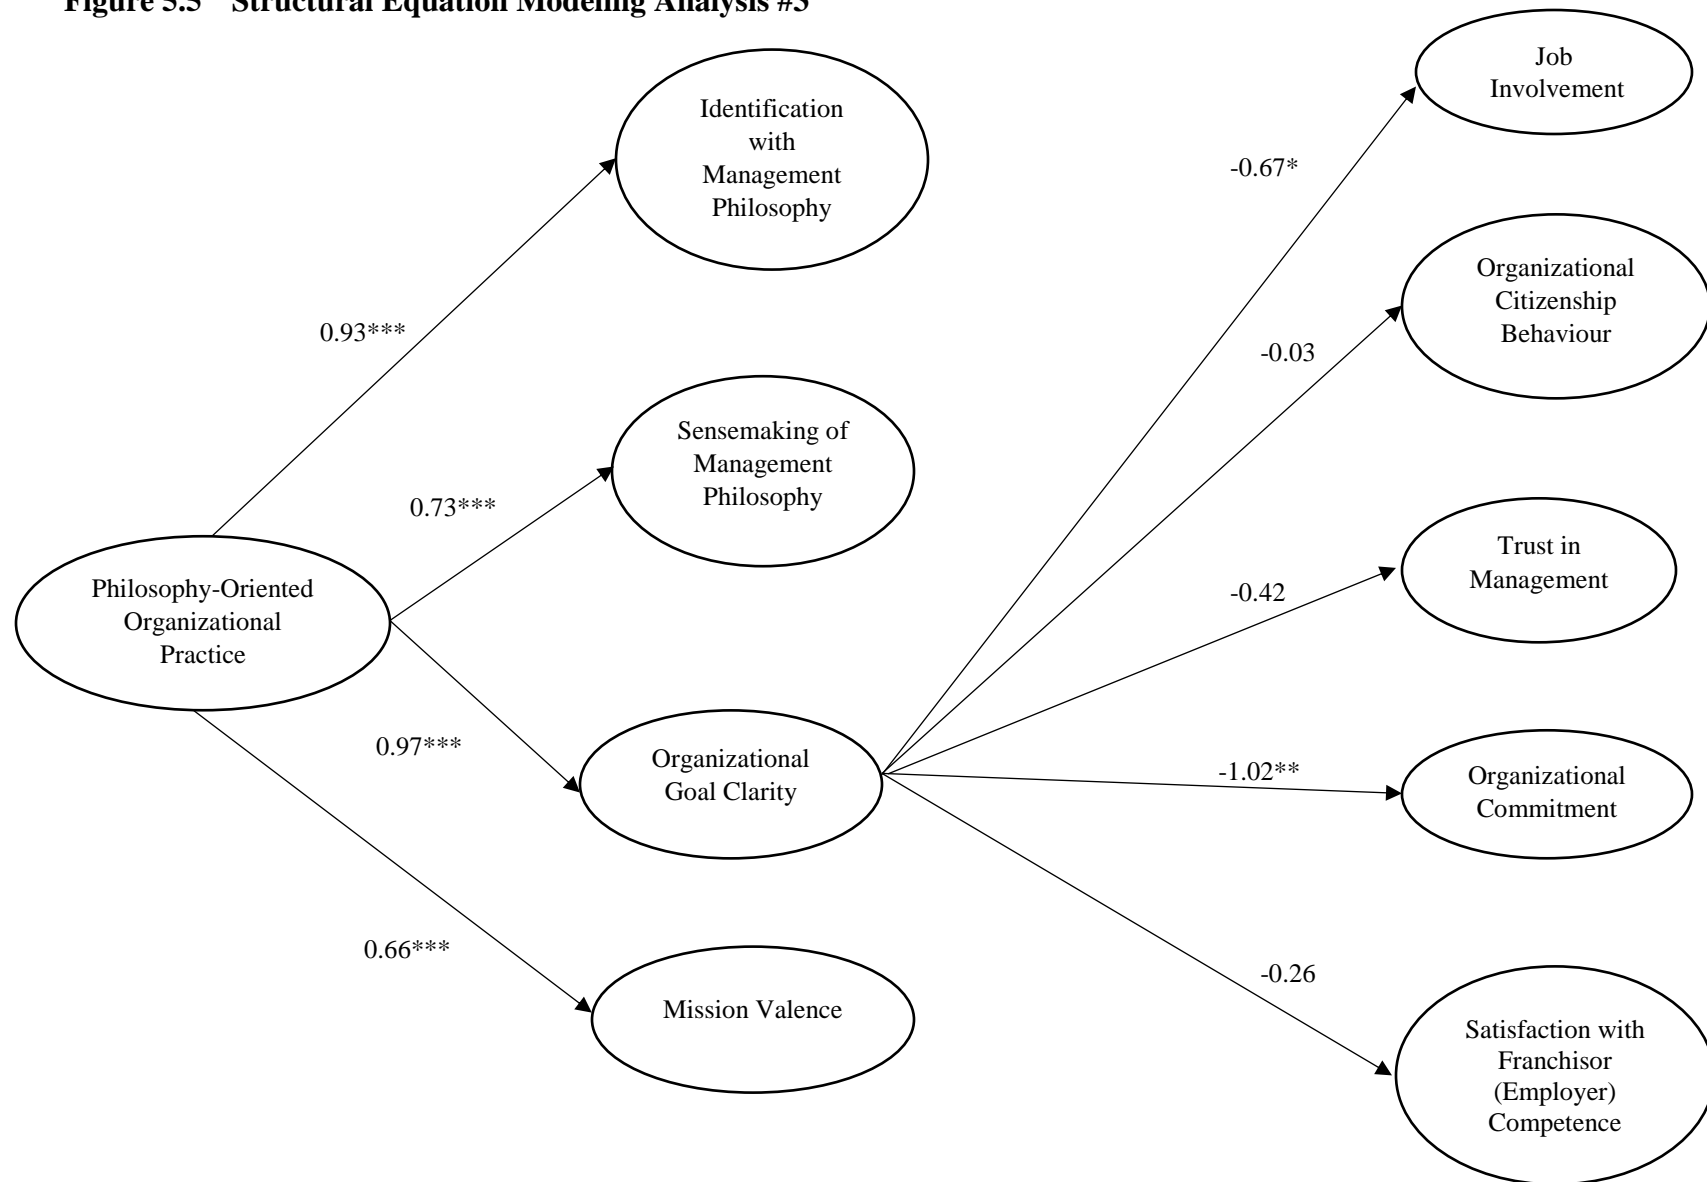 Figure 5.5 Structural Equation Modeling Analysis #3
Identification
with
Management
Philosophy
0.93***
Sensemaking of
Management
Philosophy
0.73***
Philosophy-Oriented
Organizational
Practice
0.97***
Organizational
Goal Clarity
0.66***
Mission Valence
Job
Involvement
-0.67*
Organizational
Citizenship
Behaviour
-0.03
Trust in
Management
-0.42
-1.02**
Organizational
Commitment
-0.26
Satisfaction with
Franchisor
(Employer)
Competence